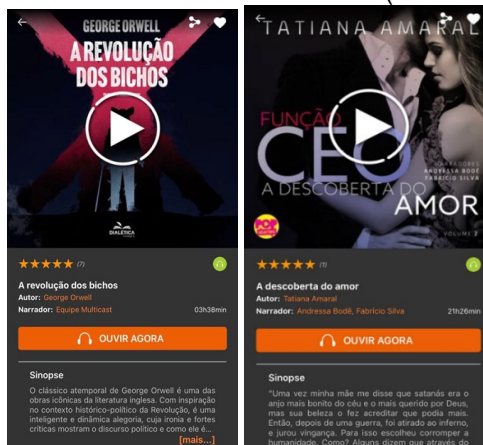 GEORGE ORWELL
A REVOLUÇÃO
DOS BICHOS
DIALÉTICA
(7)
A revolução dos bichos
Autor: George Orwell
Narrador: Equipe Multicast
03h38min
OUVIR AGORA
Sinopse
O clássico atemporal de George Orwell é uma das
obras icônicas da literatura inglesa. Com inspiração
no contexto histórico-político da Revolução, é uma
inteligente e dinâmica alegoria, cuja ironia e fortes
críticas mostram o discurso político e como ele é...
[mais...]
TATIANA AMARAL
FUNÇÃO
CEO
A DESCOBERTA DO
AMOR
NARRADORES
ANDRESSA BODÊ
FABRICIO SILVA
VOLUME 2
POP
(1)
A descoberta do amor
Autor: Tatiana Amaral
Narrador: Andressa Bodê, Fabricio Silva
21h26min
OUVIR AGORA
Sinopse
"Uma vez minha mãe me disse que satanás era o
anjo mais bonito do céu e o mais querido por Deus,
mas sua beleza o fez acreditar que podia mais.
Então, depois de uma guerra, foi atirado ao inferno,
e jurou vingança. Para isso escolheu corromper a
humanidade. Como? Alguns dizem que através do